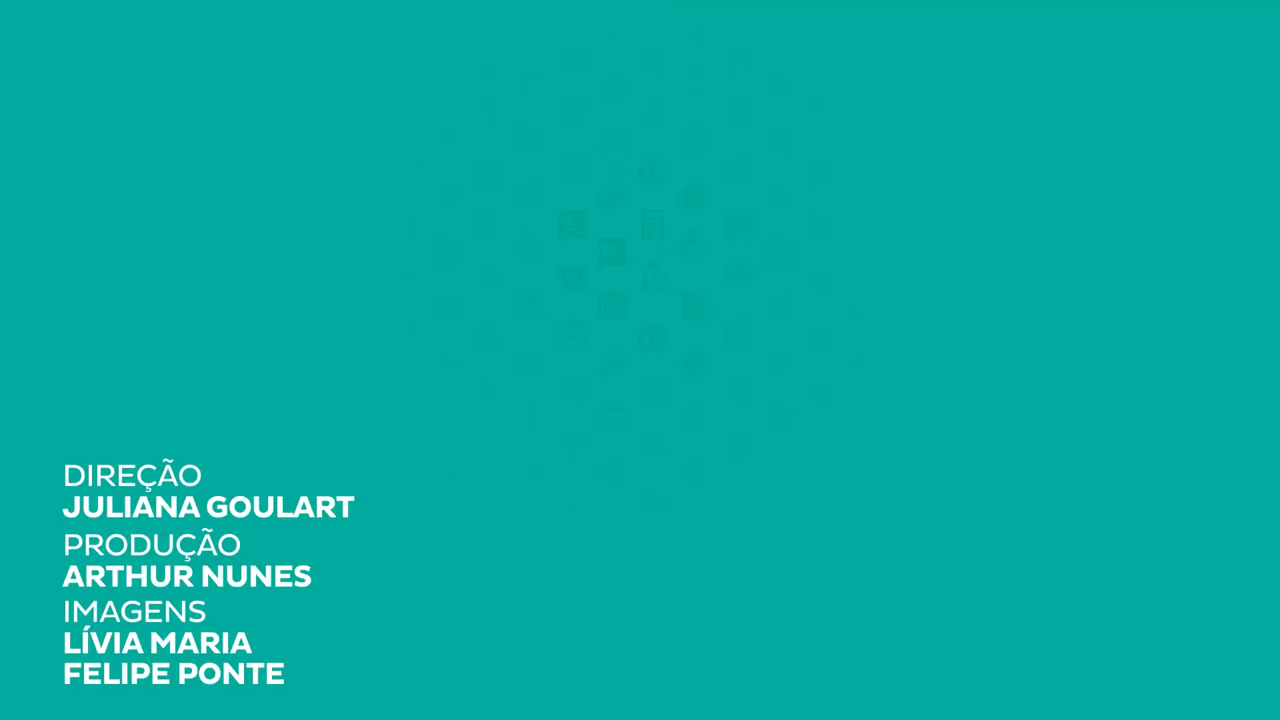 DIREÇÃO
JULIANA GOULART
PRODUÇÃO
ARTHUR NUNES
IMAGENS
LÍVIA MARIA
FELIPE PONTE